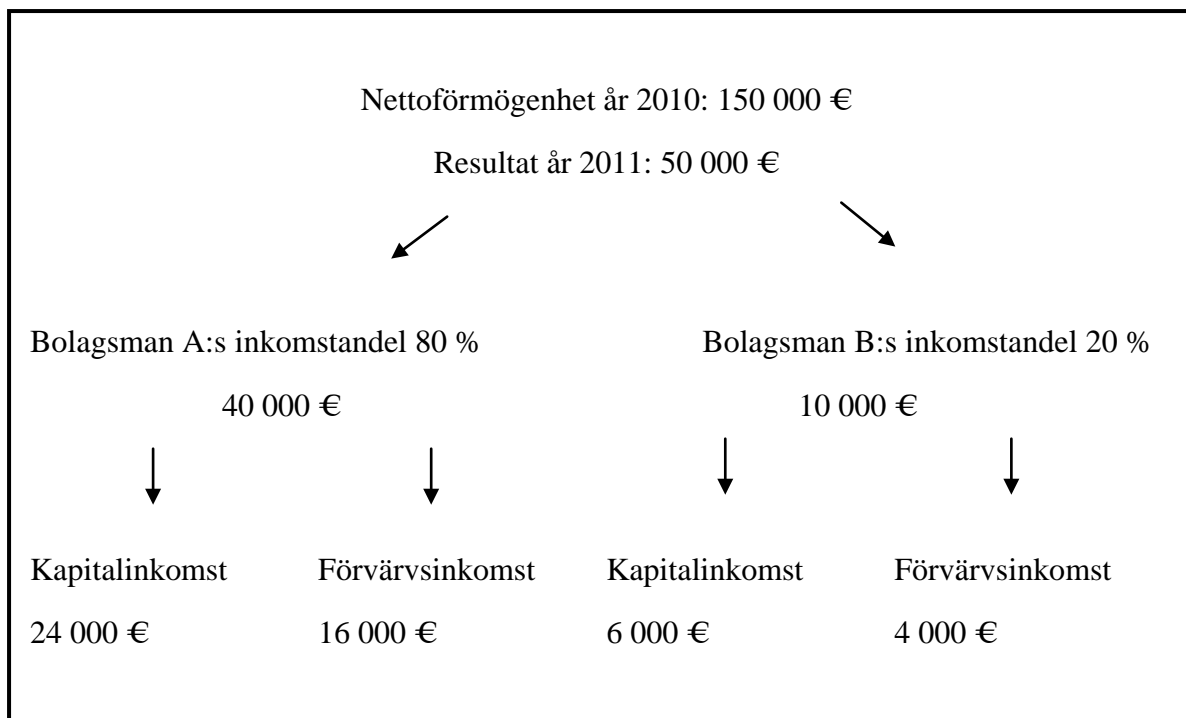 Nettoförmögenhet år 2010: 150 000 €
Resultat år 2011: 50 000 €
Bolagsman A:s inkomstandel 80 %
Bolagsman B:s inkomstandel 20 %
40 000 €
10 000 €
Kapitalinkomst
Förvärvsinkomst
Kapitalinkomst
Förvärvsinkomst
24 000 €
16 000 €
6 000 €
4 000 €